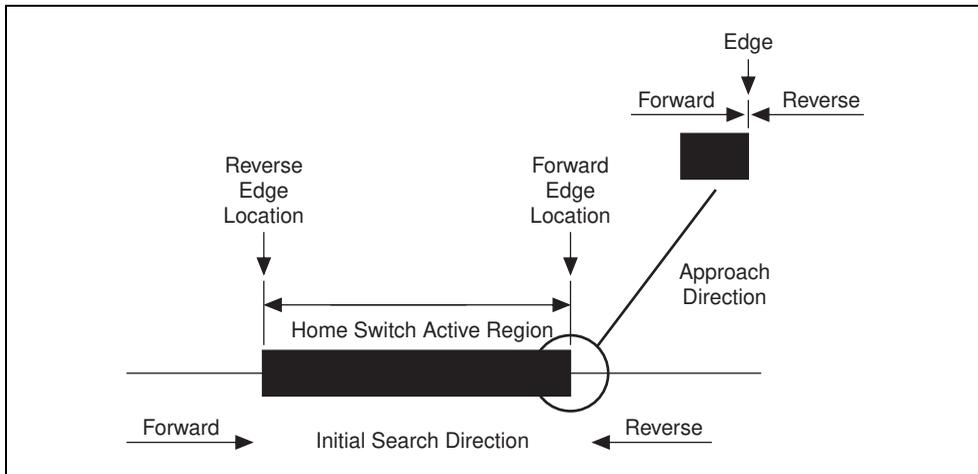 Edge
Forward
Reverse
Reverse
Edge
Location
Forward
Edge
Location
Approach
Direction
Home Switch Active Region
Forward
Initial Search Direction
Reverse